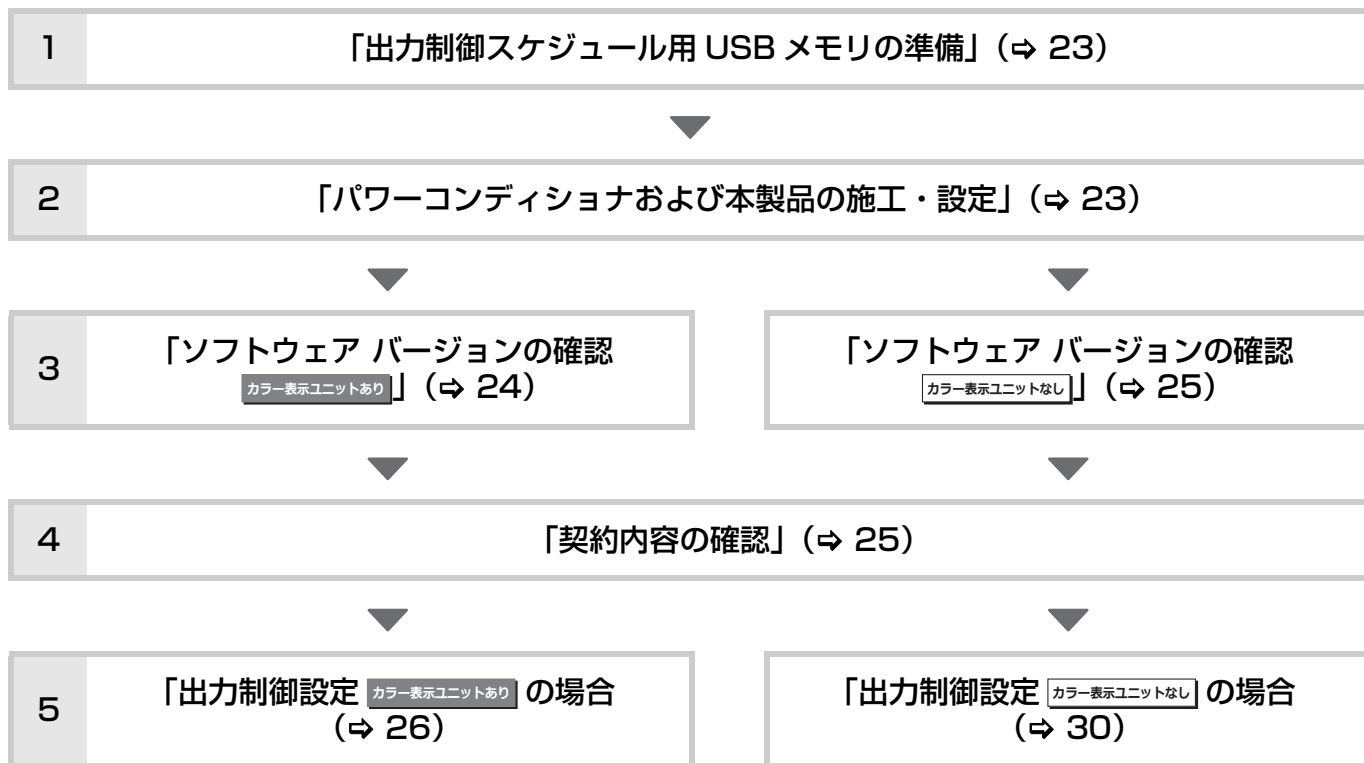 1
「出力制御スケジュール用 USB メモリの準備」（⇨ 23）
2
「パワーコンディショナおよび本製品の施工・設定」（⇨ 23）
3
「ソフトウェア バージョンの確認
カラー表示ユニットあり」（⇨ 24）
「ソフトウェア バージョンの確認
カラー表示ユニットなし」（⇨ 25）
4
「契約内容の確認」（⇨ 25）
5
「出力制御設定 カラー表示ユニットあり の場合
（⇨ 26）
「出力制御設定 カラー表示ユニットなし の場合
（⇨ 30）